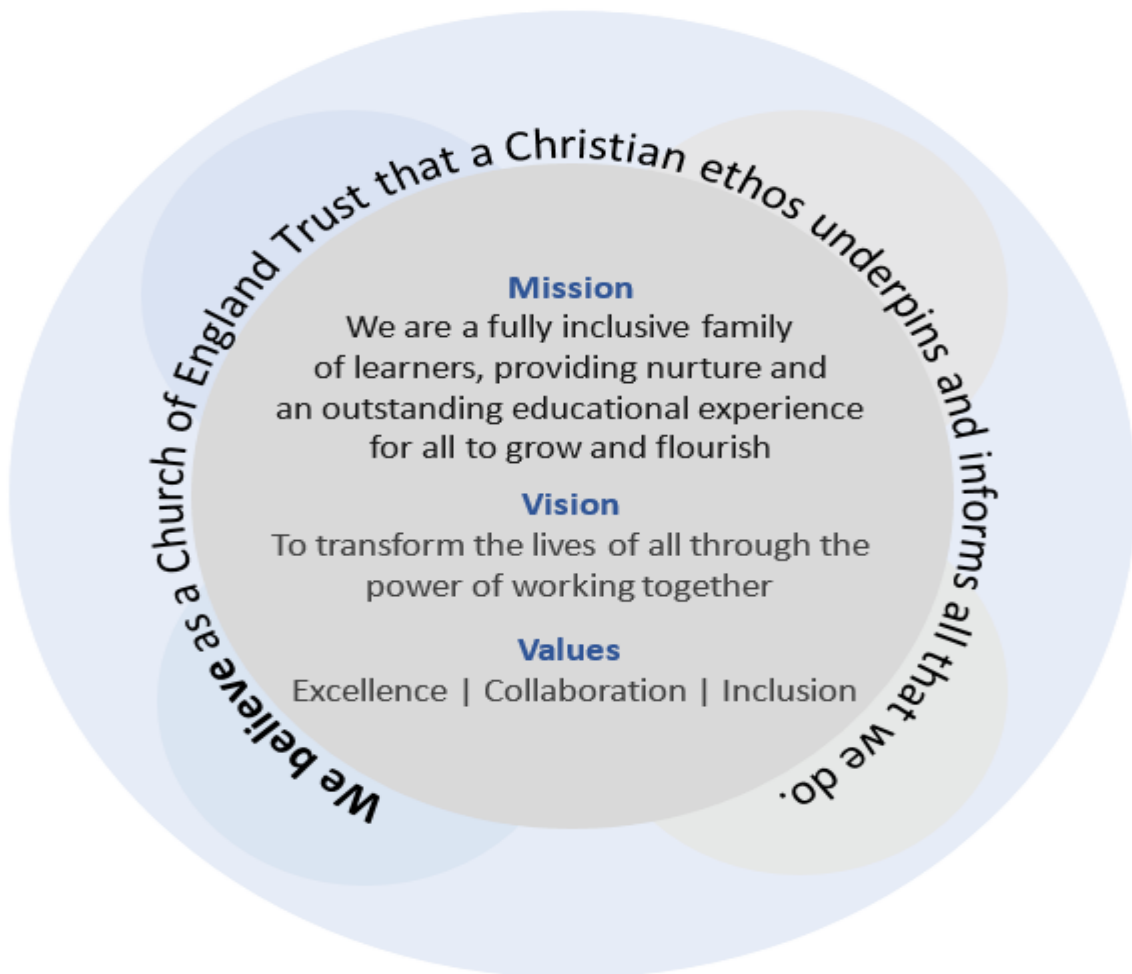 We believe as a Church of England Trust that a Christian ethos underpins and informs all that we do.
Mission
We are a fully inclusive family
of learners, providing nurture and
an outstanding educational experience
for all to grow and flourish
Vision
To transform the lives of all through the
power of working together
Values
Excellence | Collaboration | Inclusion